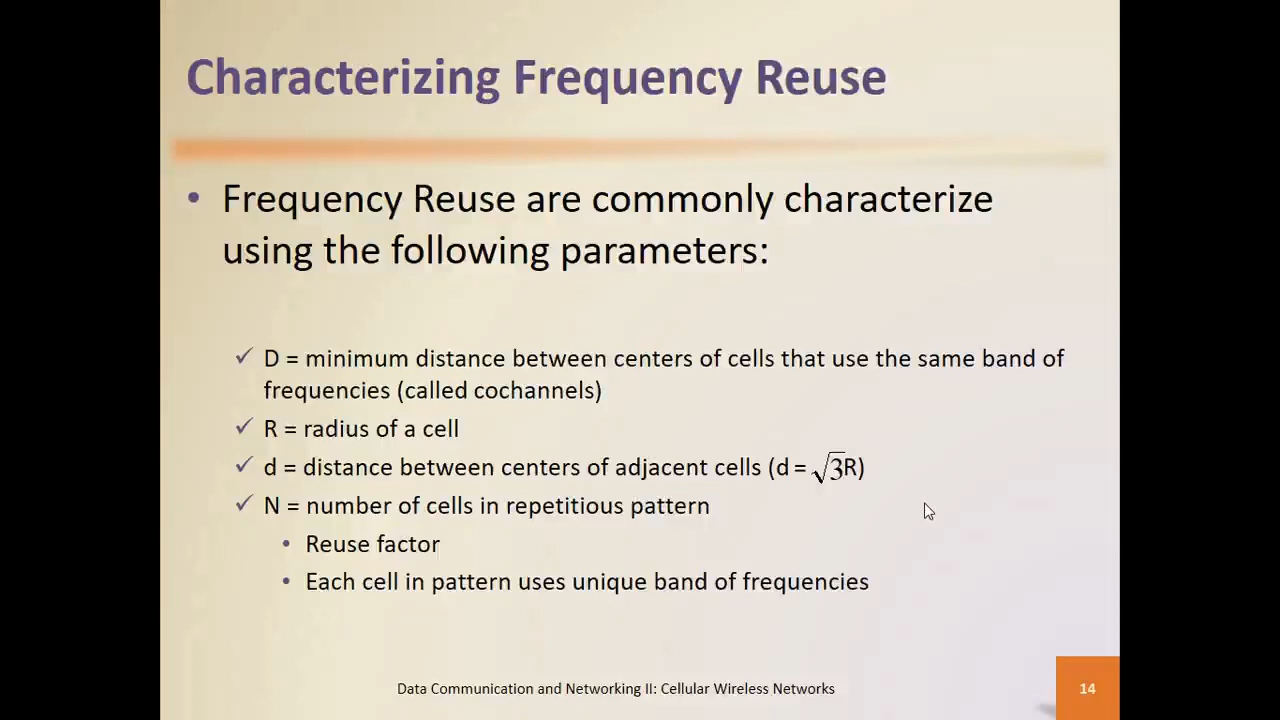 Characterizing Frequency Reuse
• Frequency Reuse are commonly characterize
using the following parameters:
✓ D = minimum distance between centers of cells that use the same band of
frequencies (called cochannels)
✓ R = radius of a cell
✓ d = distance between centers of adjacent cells (d = √3R)
✓ N = number of cells in repetitious pattern
• Reuse factor
• Each cell in pattern uses unique band of frequencies
Data Communication and Networking II: Cellular Wireless Networks
14